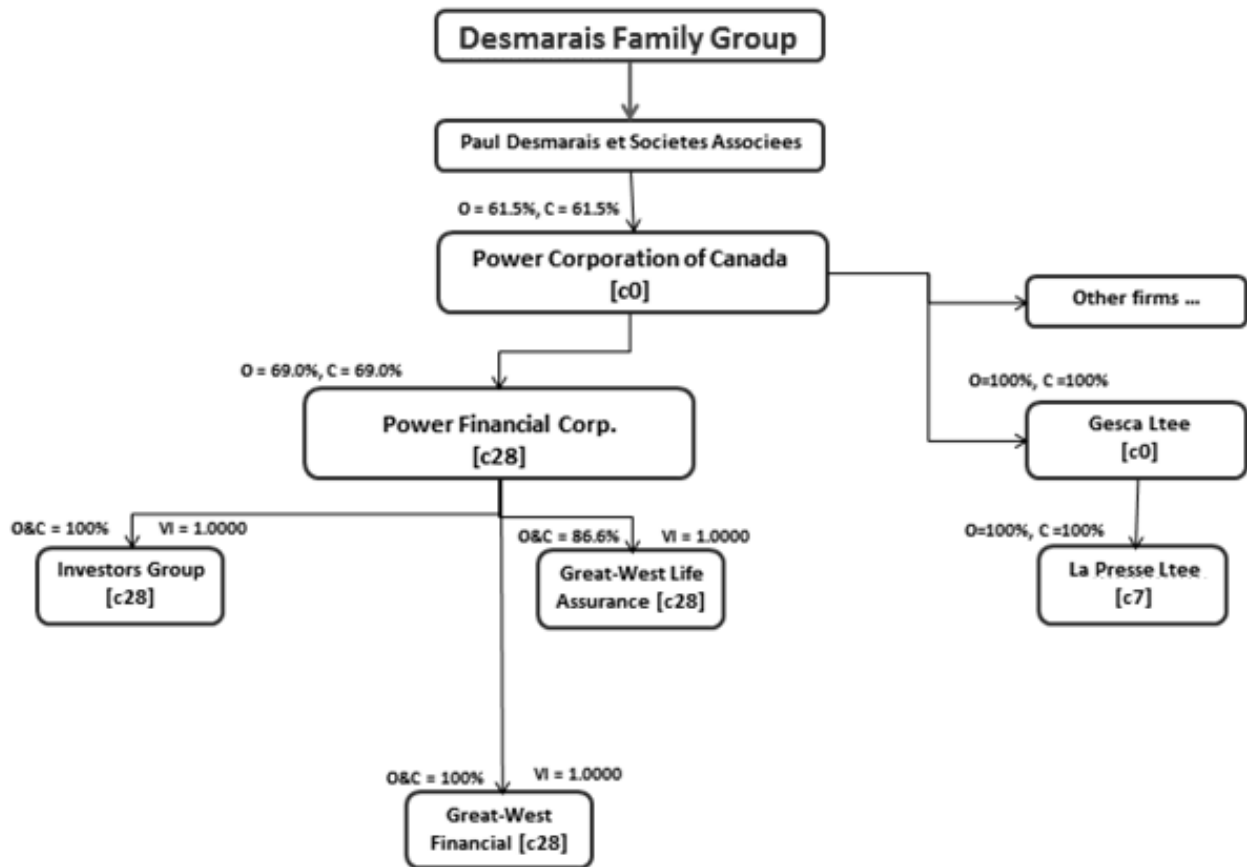 Desmarais Family Group
Paul Desmarais et Societes Associees
O = 61.5%, C = 61.5%
Power Corporation of Canada
[c0]
Other firms ...
O = 69.0%, C = 69.0%
O=100%, C =100%
Power Financial Corp.
[c28]
Gesca Ltee
[c0]
O&C = 100% VI = 1.0000
O&C = 86.6% VI = 1.0000
O=100%, C =100%
Investors Group
[c28]
Great-West Life
Assurance [c28]
La Presse Ltee
[c7]
O&C = 100% VI = 1.0000
Great-West
Financial [c28]